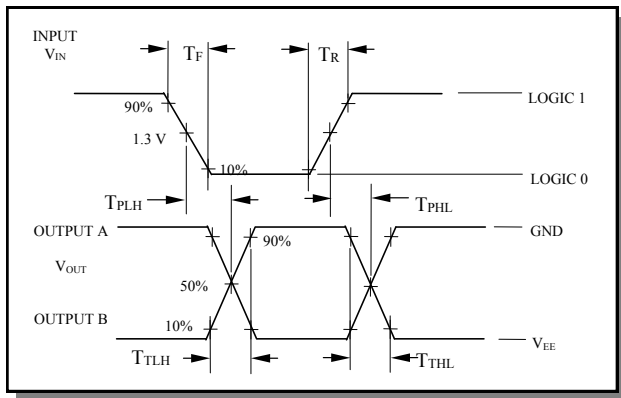 INPUT
VIN
TF
TR
90%
LOGIC 1
1.3 V
10%
LOGIC 0
TPLH
TPHL
OUTPUT A
90%
GND
VOUT
50%
OUTPUT B
10%
VEE
TTLH
TTHL